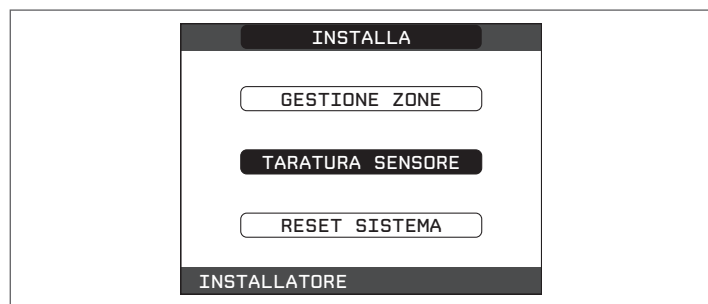 INSTALLA
GESTIONE ZONE
TARATURA SENSORE
RESET SISTEMA
INSTALLATORE